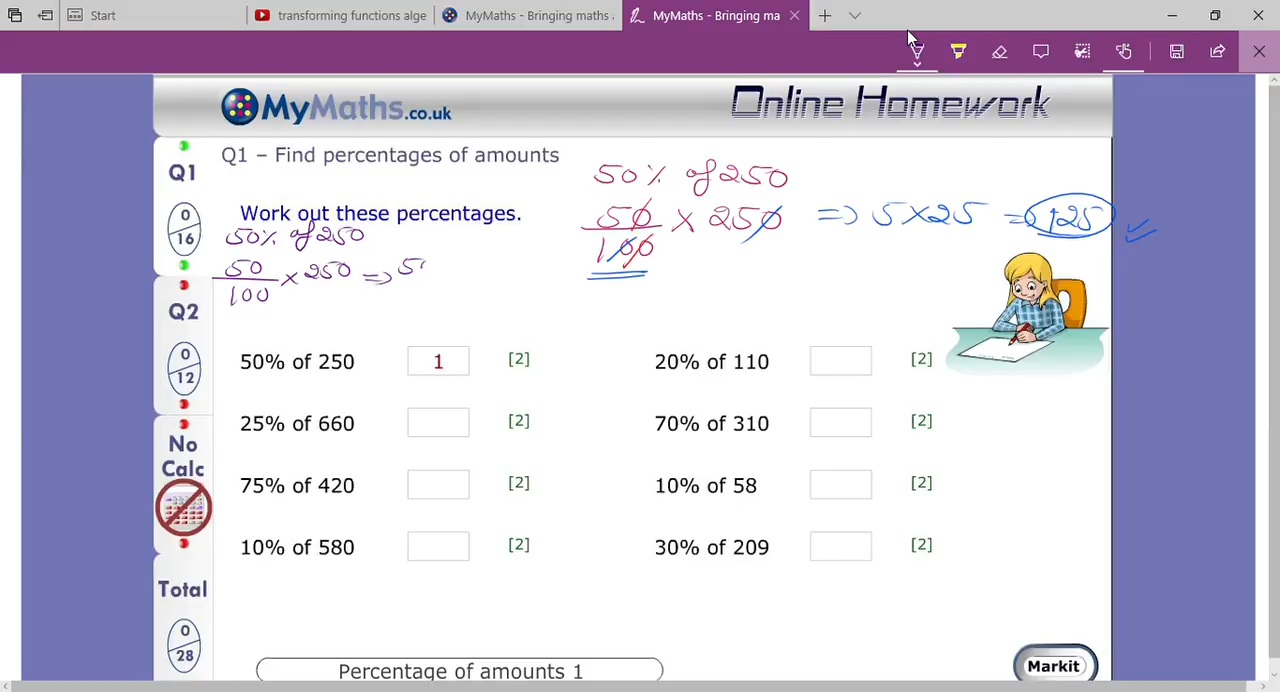 Start
transforming functions alge
MyMaths - Bringing maths
MyMaths - Bringing ma
MyMaths.co.uk
Online Homework
Q1 – Find percentages of amounts
Q1
0
16
Work out these percentages.
50% of 250
50/100 × 250 => 5
50% of 250
50/100 × 250 => 5×25 => 125
Q2
0
12
No
Calc
Total
0
28
50% of 250 1 [2] 20% of 110 [2]
25% of 660 [2] 70% of 310 [2]
75% of 420 [2] 10% of 58 [2]
10% of 580 [2] 30% of 209 [2]
Percentage of amounts 1
Markit